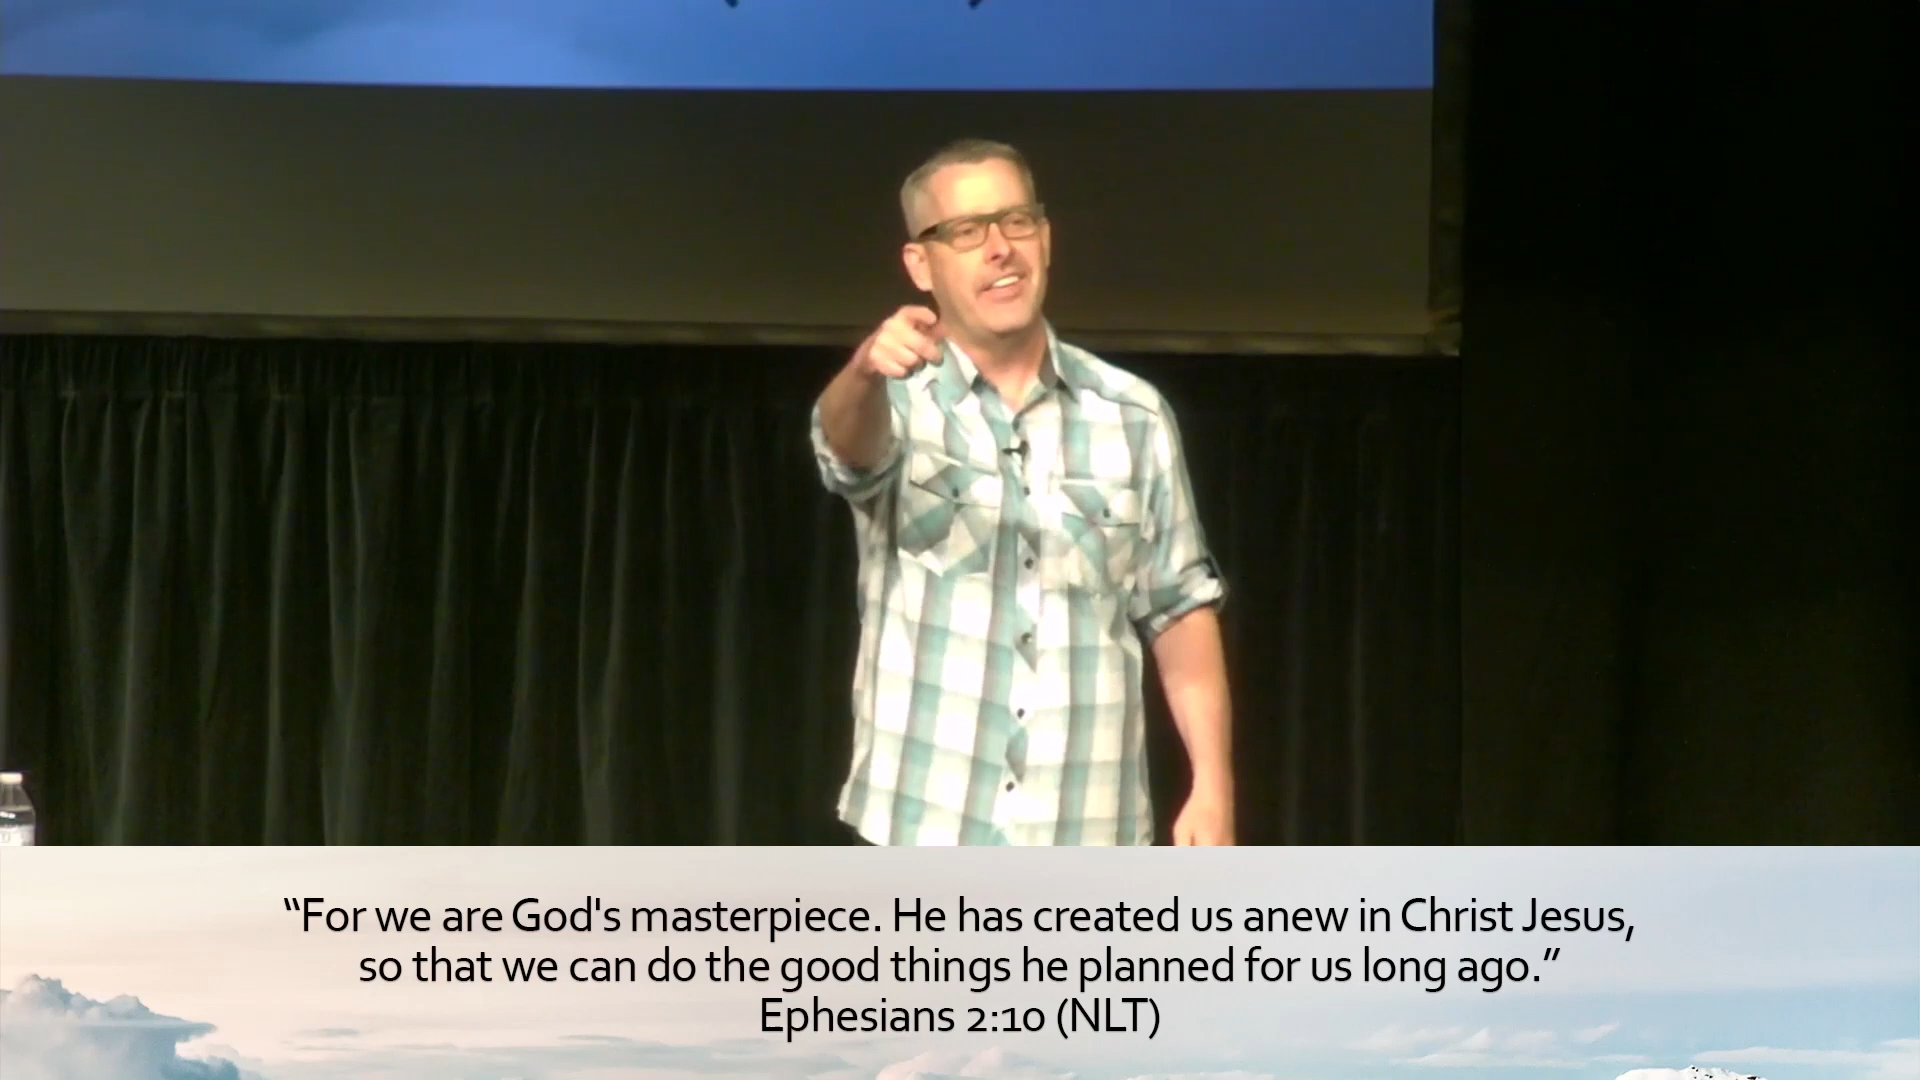 “For we are God's masterpiece. He has created us anew in Christ Jesus,
so that we can do the good things he planned for us long ago.”
Ephesians 2:10 (NLT)